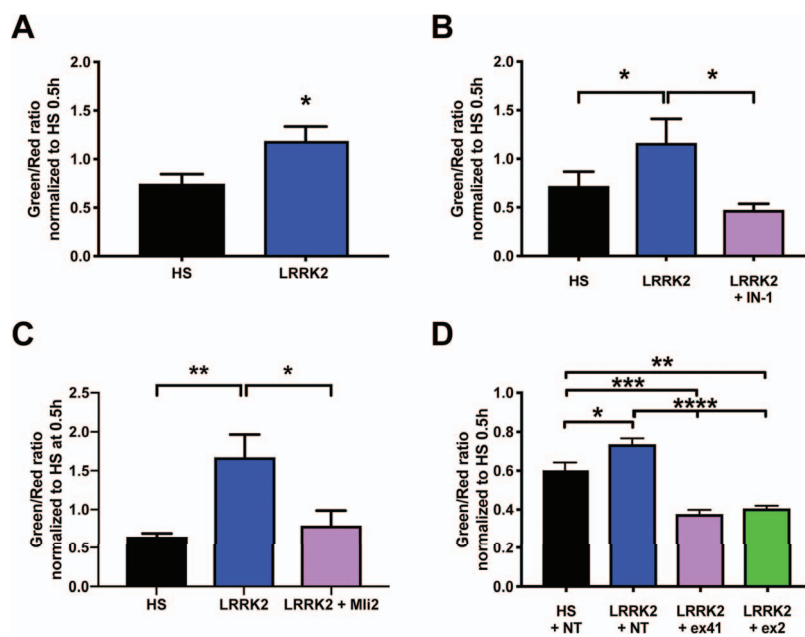 A
Green/Red ratio
normalized to HS 0.5h
2.0
1.5
1.0
0.5
0.0
*
HS
LRRK2
B
Green/Red ratio
normalized to HS 0.5h
2.0
1.5
1.0
0.5
0.0
*
*
HS
LRRK2
LRRK2
+ IN-1
C
Green/Red ratio
normalized to HS at 0.5h
2.5
2.0
1.5
1.0
0.5
0.0
**
*
HS
LRRK2
LRRK2 + Mli2
D
Green/Red ratio
normalized to HS 0.5h
1.0
0.8
0.6
0.4
0.2
0.0
**
***
*
****
HS
+ NT
LRRK2
+ NT
LRRK2
+ ex41
LRRK2
+ ex2